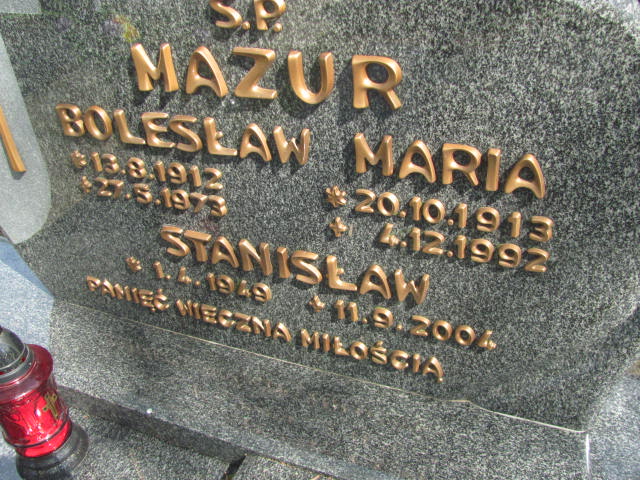 Ś.P.
MAZUR
BOLESŁAW
* 13.8.1912
+ 27.5.1973
MARIA
* 20.10.1913
+ 4.12.1992
STANISŁAW
* 1.4.1949
+ 11.9.2004
PAMIĘĆ WIECZNA MIŁOŚCIĄ